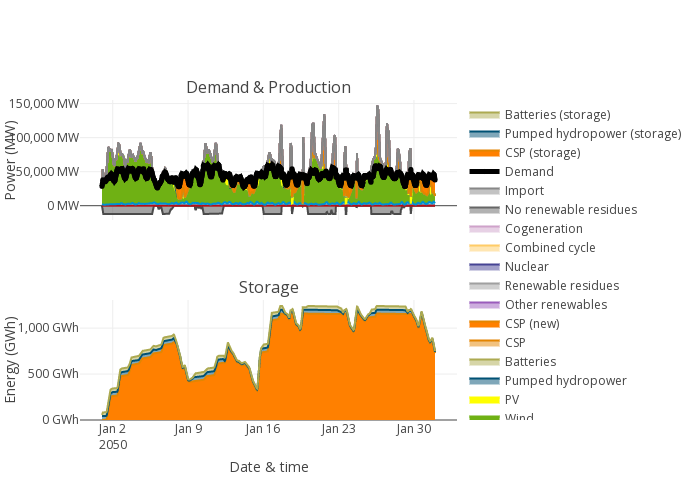 Demand & Production
150,000 MW
100,000 MW
50,000 MW
0 MW
Power (MW)
Storage
1,000 GWh
500 GWh
0 GWh
Energy (GWh)
Jan 2
2050
Jan 9
Jan 16
Jan 23
Jan 30
Date & time
Batteries (storage)
Pumped hydropower (storage)
CSP (storage)
Demand
Import
No renewable residues
Cogeneration
Combined cycle
Nuclear
Renewable residues
Other renewables
CSP (new)
CSP
Batteries
Pumped hydropower
PV
Wind